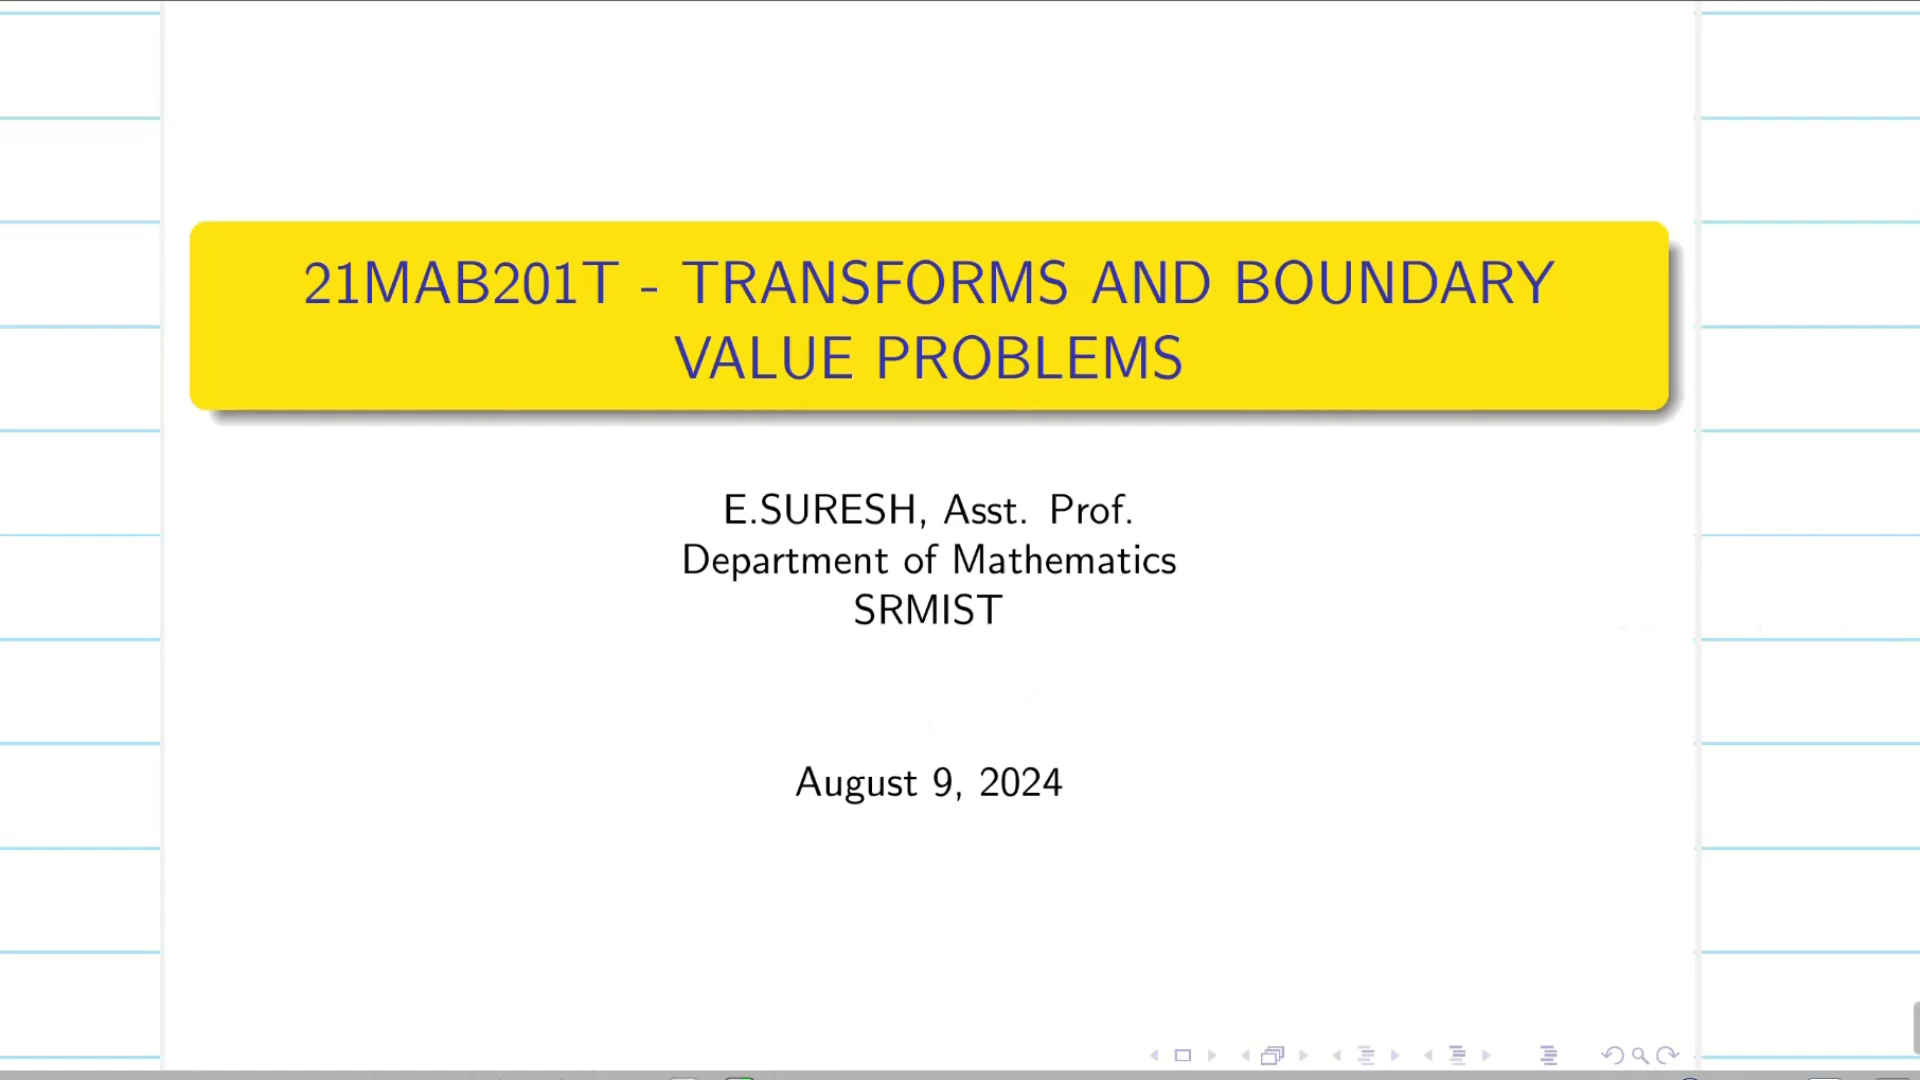 21MAB201T - TRANSFORMS AND BOUNDARY
VALUE PROBLEMS
E.SURESH, Asst. Prof.
Department of Mathematics
SRMIST
August 9, 2024